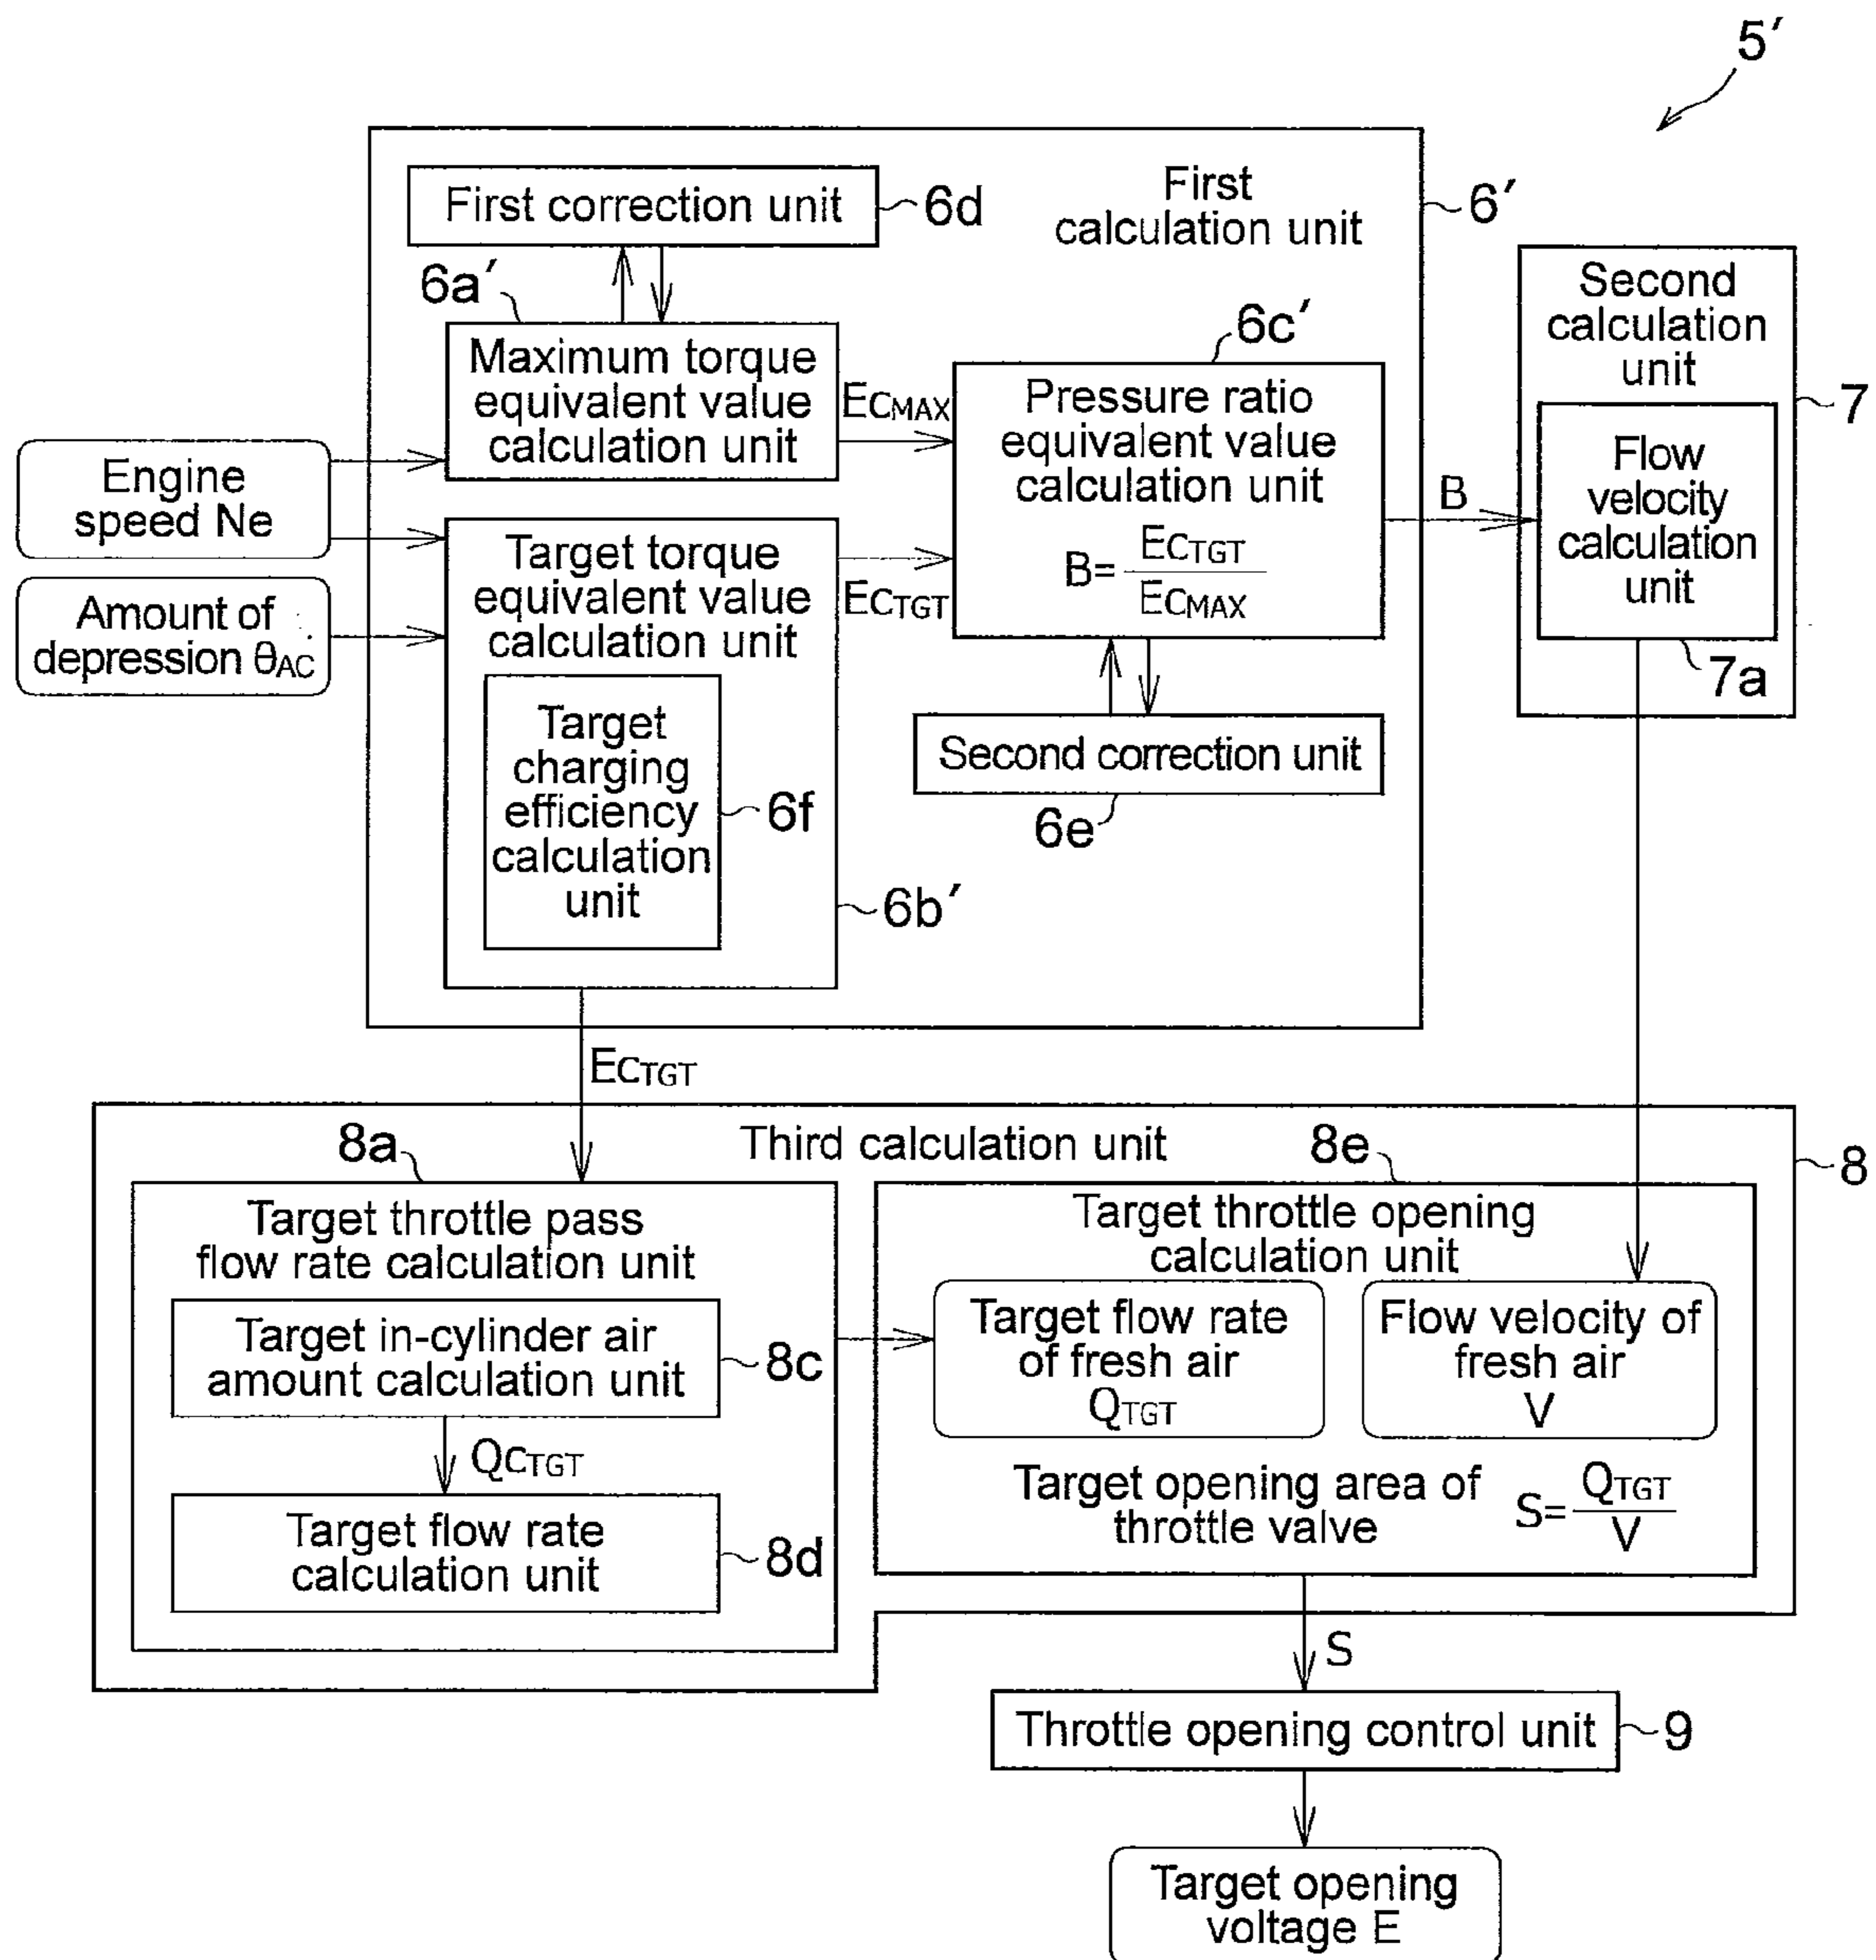 5′
First correction unit
6d
First
calculation unit
6′
6a′
Maximum torque
equivalent value
calculation unit
EcMAX
6c′
Pressure ratio
equivalent value
calculation unit
B= EcTGT / EcMAX
Second
calculation
unit
7
Flow
velocity
calculation
unit
7a
B
Engine
speed Ne
Amount of
depression θAC
Target torque
equivalent value
calculation unit
EcTGT
Target
charging
efficiency
calculation
unit
6f
6b′
Second correction unit
6e
EcTGT
Third calculation unit
8
8a
Target throttle pass
flow rate calculation unit
Target in-cylinder air
amount calculation unit
8c
QcTGT
Target flow rate
calculation unit
8d
8e
Target throttle opening
calculation unit
Target flow rate
of fresh air
QTGT
Flow velocity of
fresh air
V
Target opening area of
throttle valve
S= QTGT / V
S
Throttle opening control unit
9
Target opening
voltage E